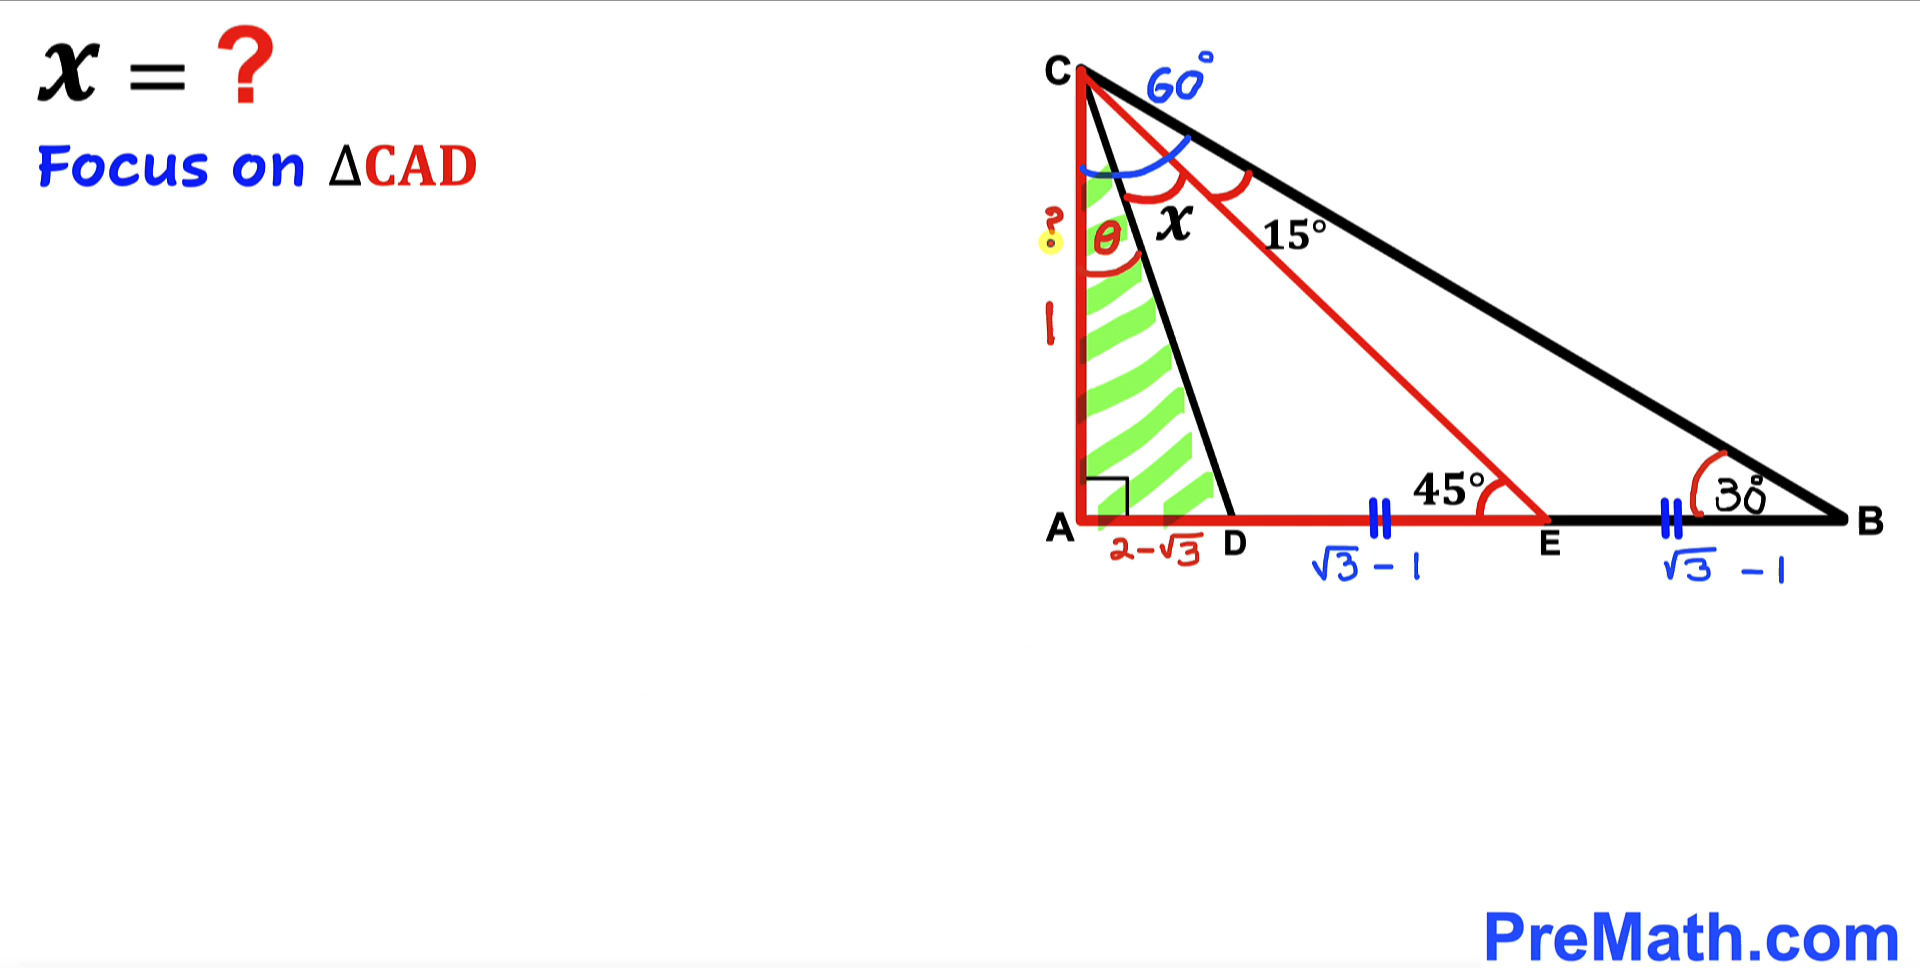 x = ?
Focus on ΔCAD
C
60°
?
θ
x
15°
1
45°
30°
A
2-√3
D
√3 - 1
E
√3 - 1
B
PreMath.com